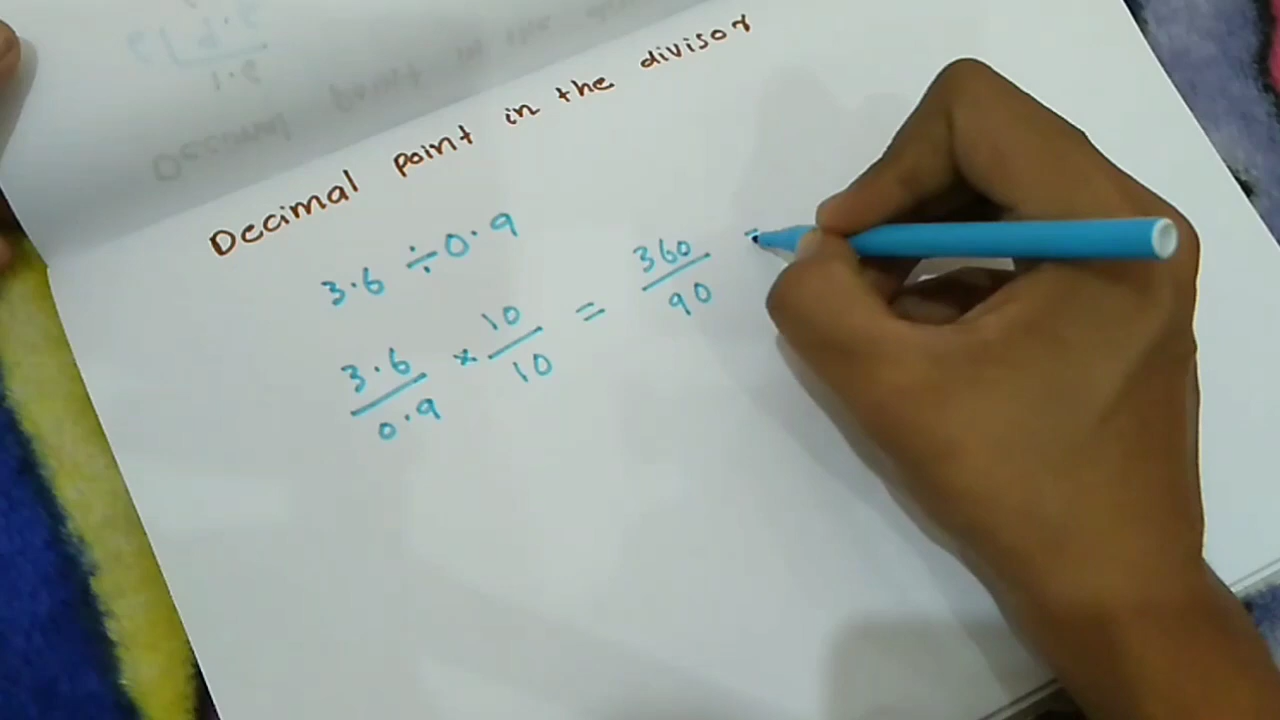 Decimal point in the divisor
3.6 ÷ 0.9
3.6/0.9 × 10/10 = 360/90 =